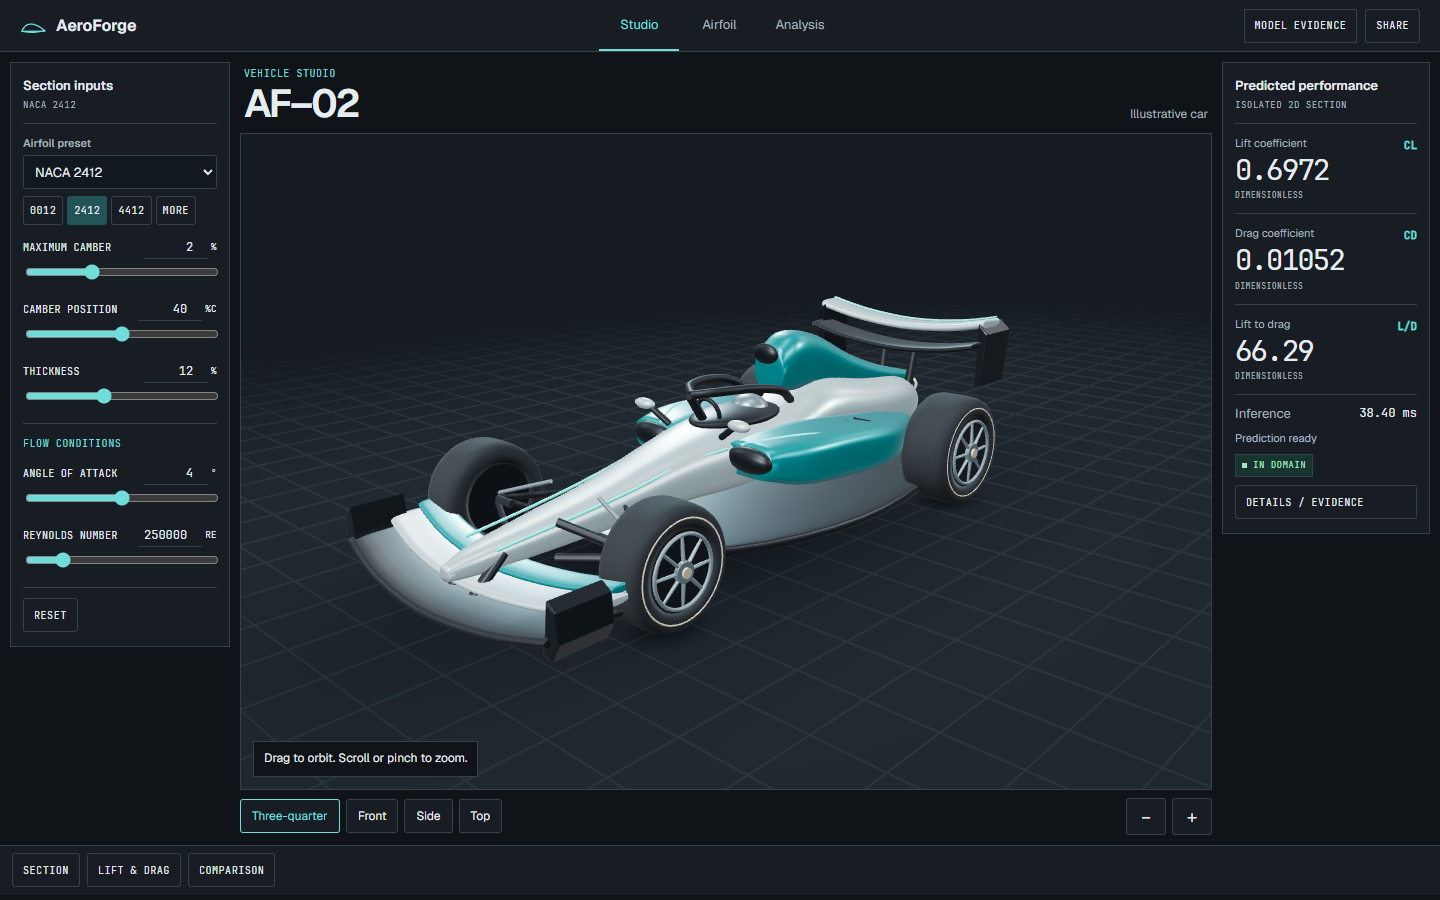 AeroForge
Studio
Airfoil
Analysis
MODEL EVIDENCE
SHARE
Section inputs
NACA 2412
Airfoil preset
NACA 2412
0012
2412
4412
MORE
MAXIMUM CAMBER 2 %
CAMBER POSITION 40 %C
THICKNESS 12 %
FLOW CONDITIONS
ANGLE OF ATTACK 4 °
REYNOLDS NUMBER 250000 RE
RESET
VEHICLE STUDIO
AF–02
Illustrative car
Drag to orbit. Scroll or pinch to zoom.
Three-quarter
Front
Side
Top
−
+
Predicted performance
ISOLATED 2D SECTION
Lift coefficient CL
0.6972
DIMENSIONLESS
Drag coefficient CD
0.01052
DIMENSIONLESS
Lift to drag L/D
66.29
DIMENSIONLESS
Inference 38.40 ms
Prediction ready
IN DOMAIN
DETAILS / EVIDENCE
SECTION
LIFT & DRAG
COMPARISON